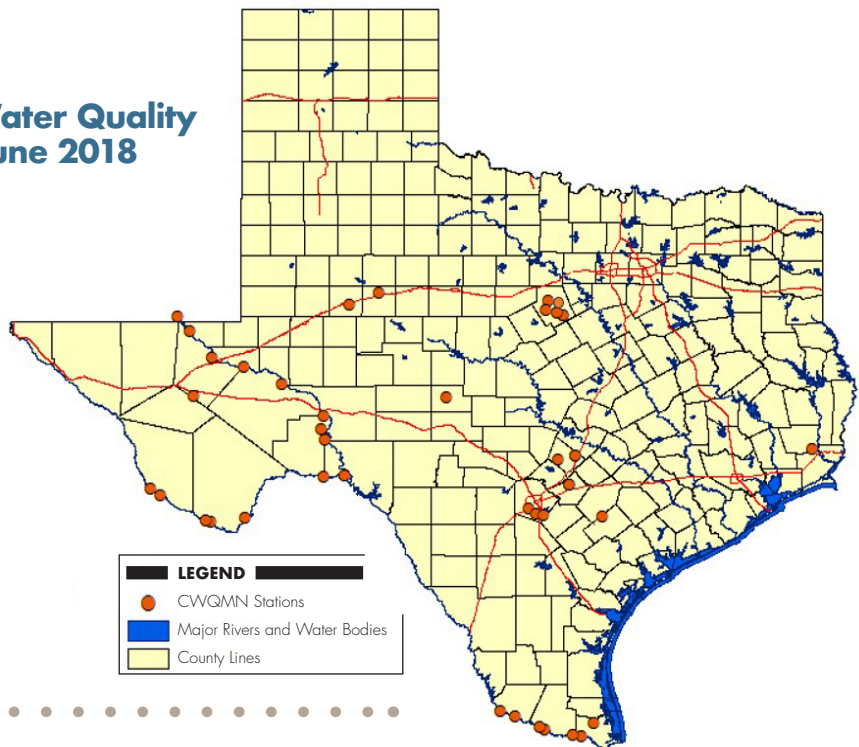 ater Quality
une 2018
LEGEND
CWQMN Stations
Major Rivers and Water Bodies
County Lines